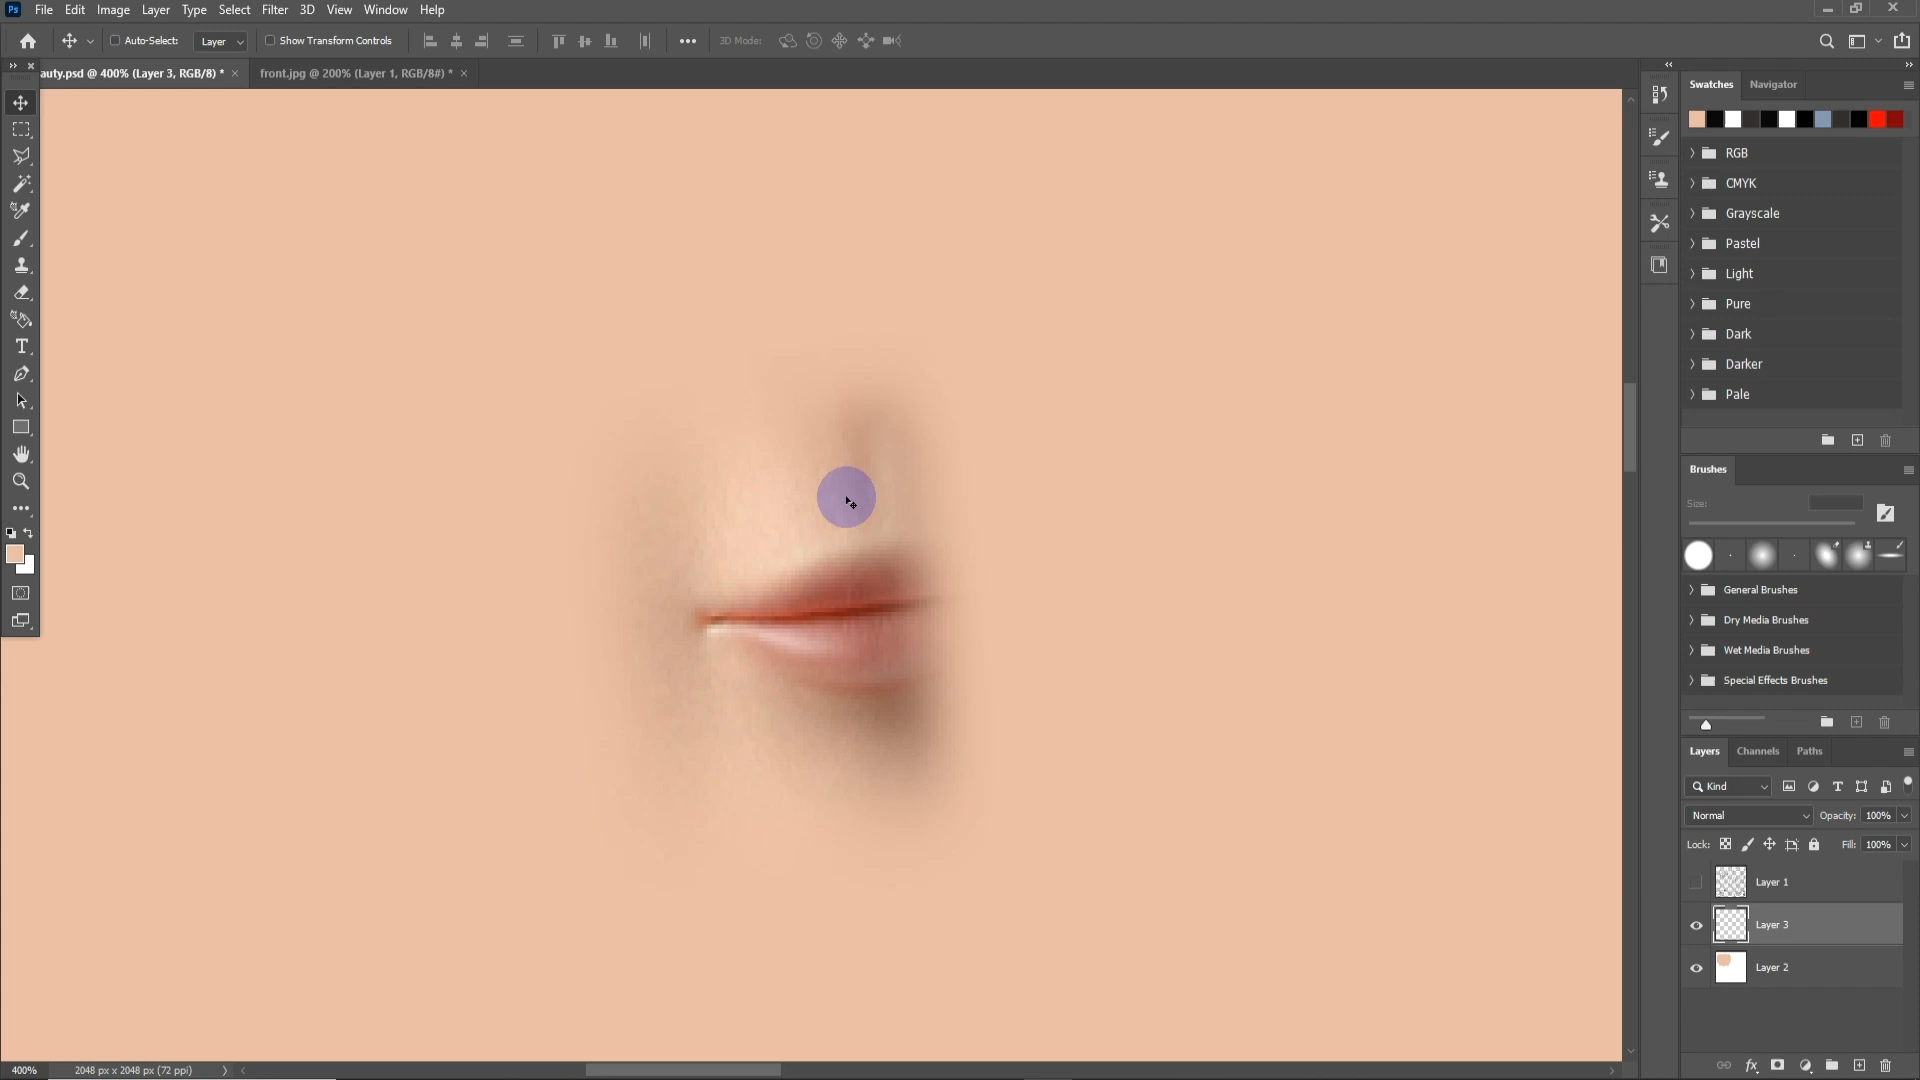 Ps File Edit Image Layer Type Select Filter 3D View Window Help
Auto-Select: Layer Show Transform Controls 3D Mode:
auty.psd @ 400% (Layer 3, RGB/8) * front.jpg @ 200% (Layer 1, RGB/8#) *
Swatches Navigator
RGB
CMYK
Grayscale
Pastel
Light
Pure
Dark
Darker
Pale
Brushes
Size:
General Brushes
Dry Media Brushes
Wet Media Brushes
Special Effects Brushes
Layers Channels Paths
Kind
Normal Opacity: 100%
Lock: Fill: 100%
Layer 1
Layer 3
Layer 2
400% 2048 px x 2048 px (72 ppi)